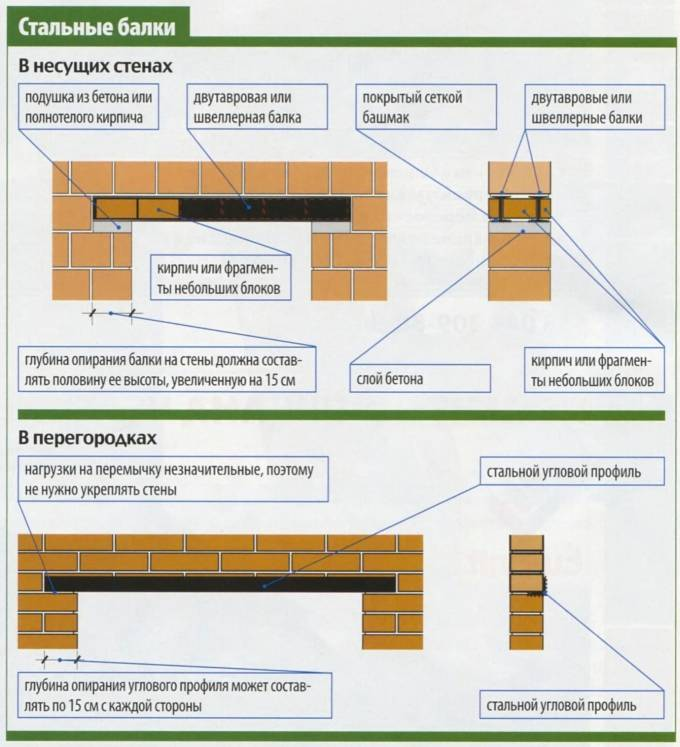 Стальные балки
В несущих стенах
подушка из бетона или
полнотелого кирпича
двутавровая или
швеллерная балка
покрытый сеткой
башмак
двутавровые или
швеллерные балки
кирпич или фрагмен-
ты небольших блоков
глубина опирания балки на стены должна состав-
лять половину ее высоты, увеличенную на 15 см
слой бетона
кирпич или фрагмен-
ты небольших блоков
В перегородках
нагрузки на перемычку незначительные, поэтому
не нужно укреплять стены
стальной угловой профиль
глубина опирания углового профиля может состав-
лять по 15 см с каждой стороны
стальной угловой профиль